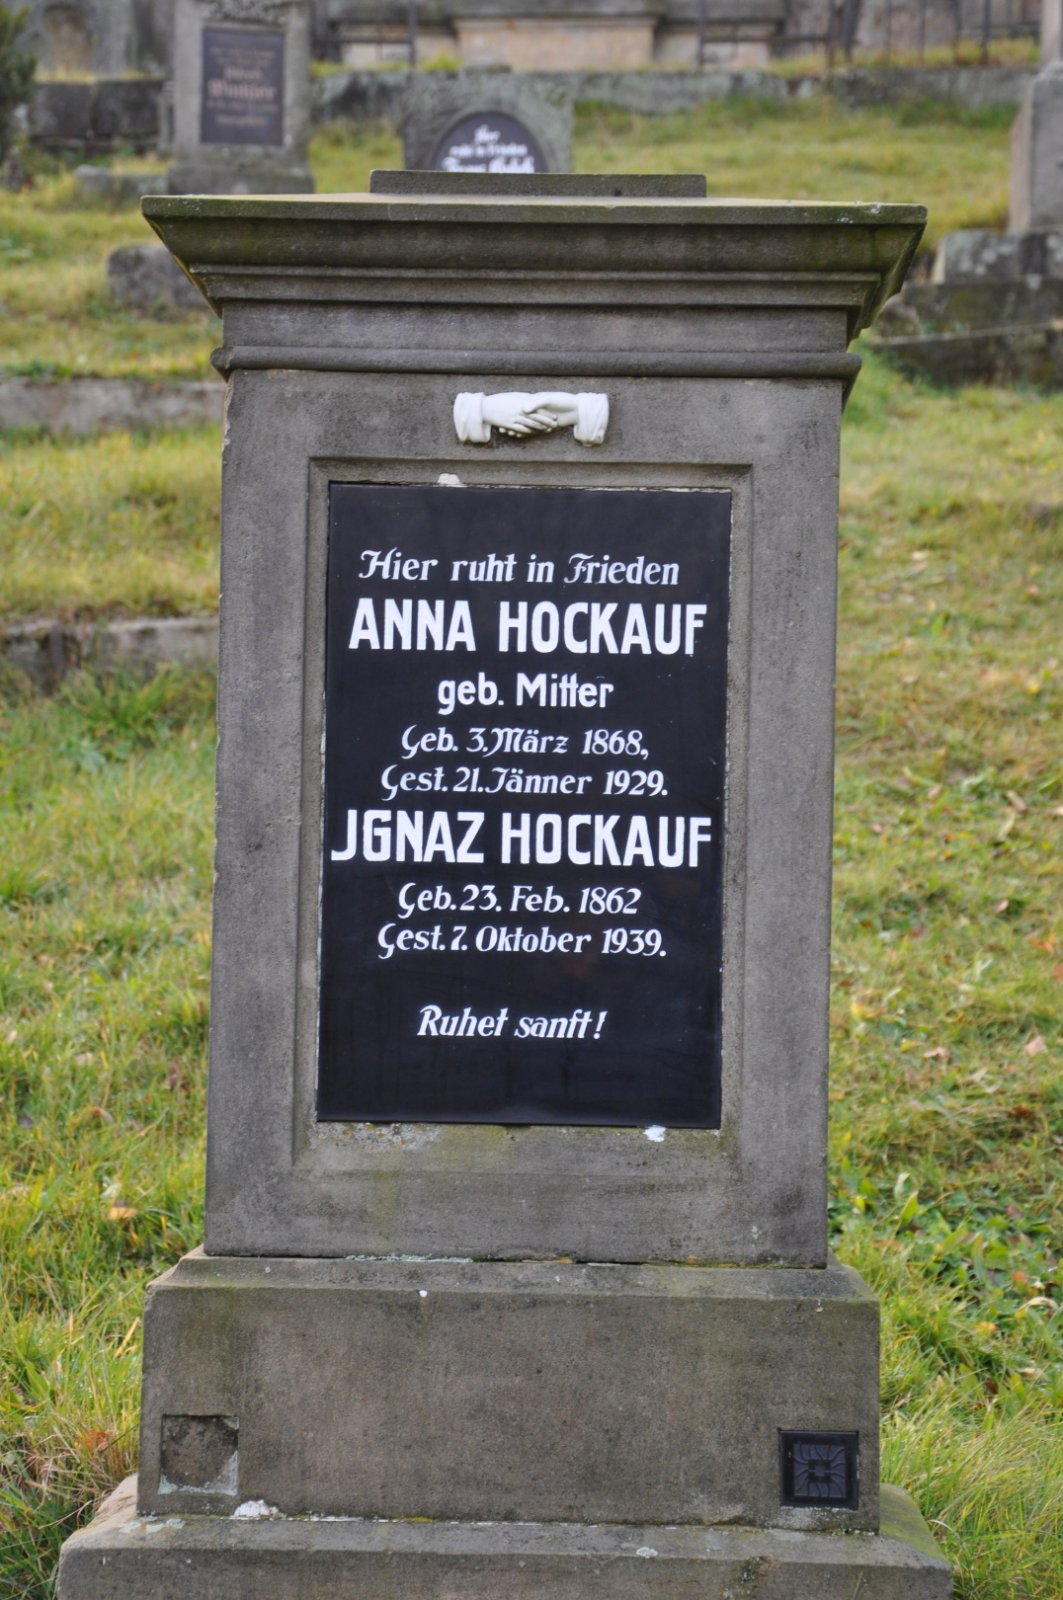 Hier ruht in Frieden
ANNA HOCKAUF
geb. Mitter
Geb. 3. März 1868,
Gest. 21. Jänner 1929.
JGNAZ HOCKAUF
Geb. 23. Feb. 1862
Gest. 7. Oktober 1939.
Ruhet sanft!